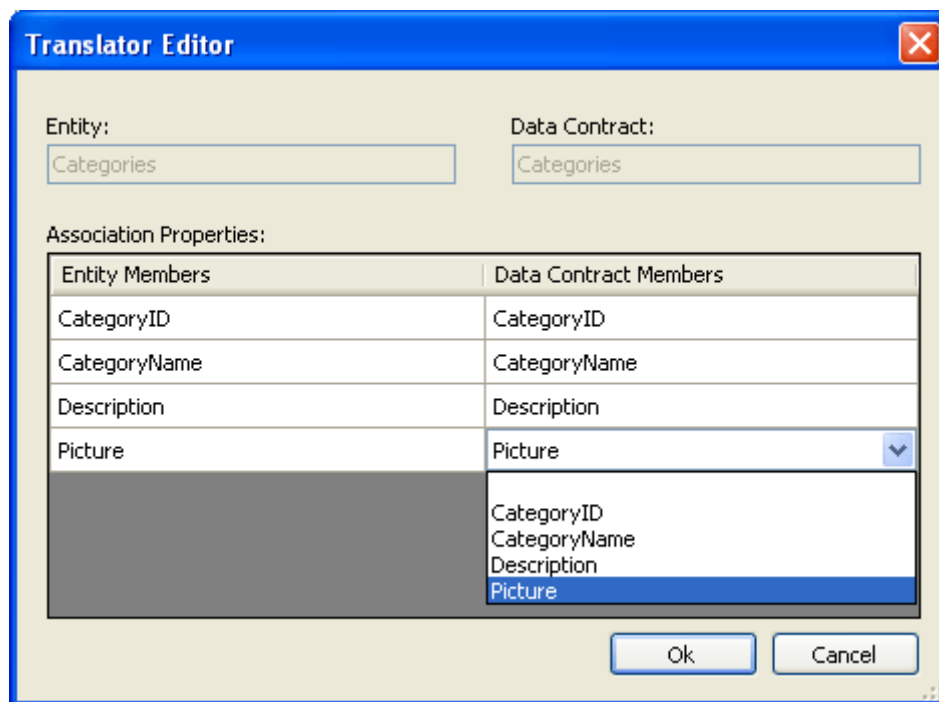 Translator Editor
Entity: Data Contract:
Categories Categories
Association Properties:
Entity Members Data Contract Members
CategoryID CategoryID
CategoryName CategoryName
Description Description
Picture Picture
CategoryID
CategoryName
Description
Picture
Ok Cancel